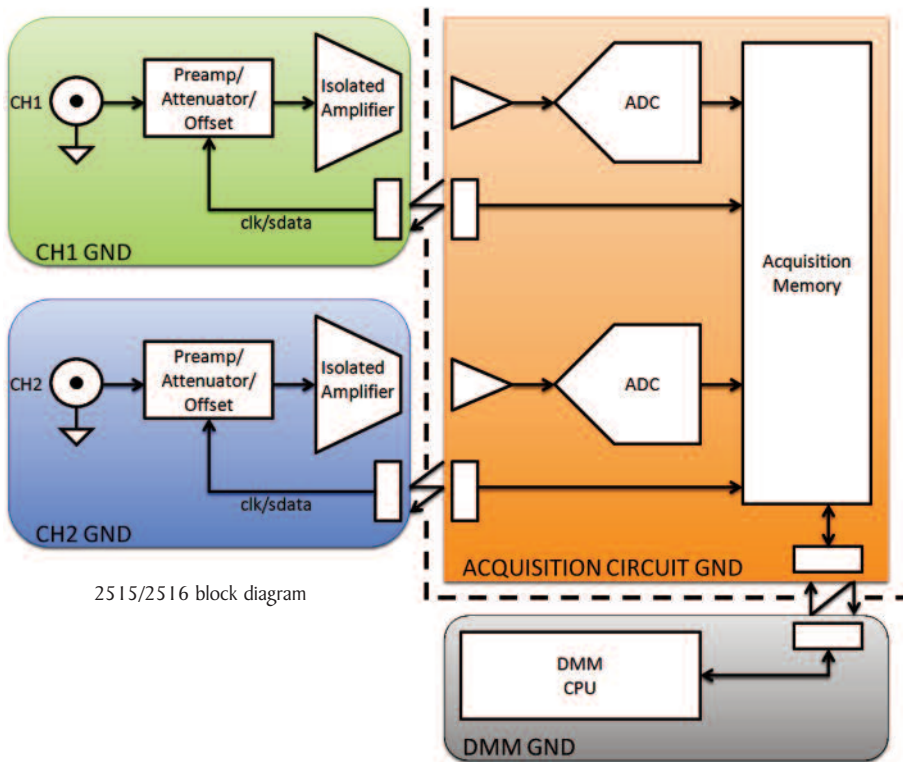 CH1
Preamp/
Attenuator/
Offset
Isolated
Amplifier
clk/sdata
CH1 GND
CH2
Preamp/
Attenuator/
Offset
Isolated
Amplifier
clk/sdata
CH2 GND
ADC
ADC
Acquisition
Memory
ACQUISITION CIRCUIT GND
2515/2516 block diagram
DMM
CPU
DMM GND